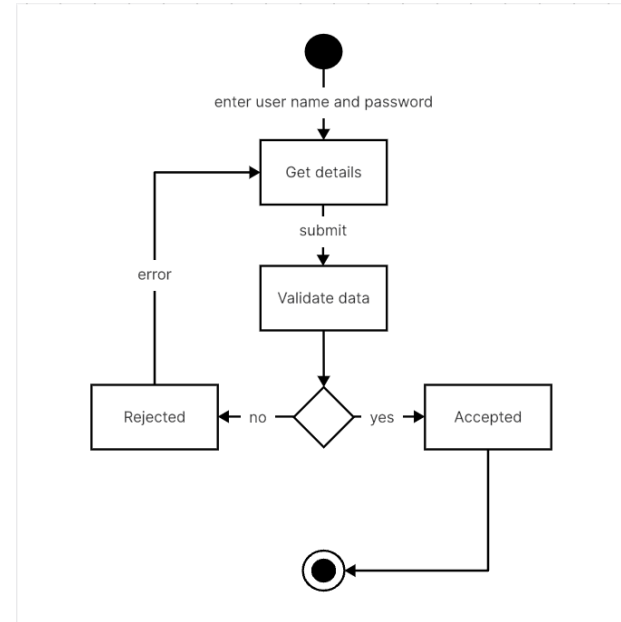 enter user name and password
Get details
submit
error
Validate data
Rejected
no
yes
Accepted